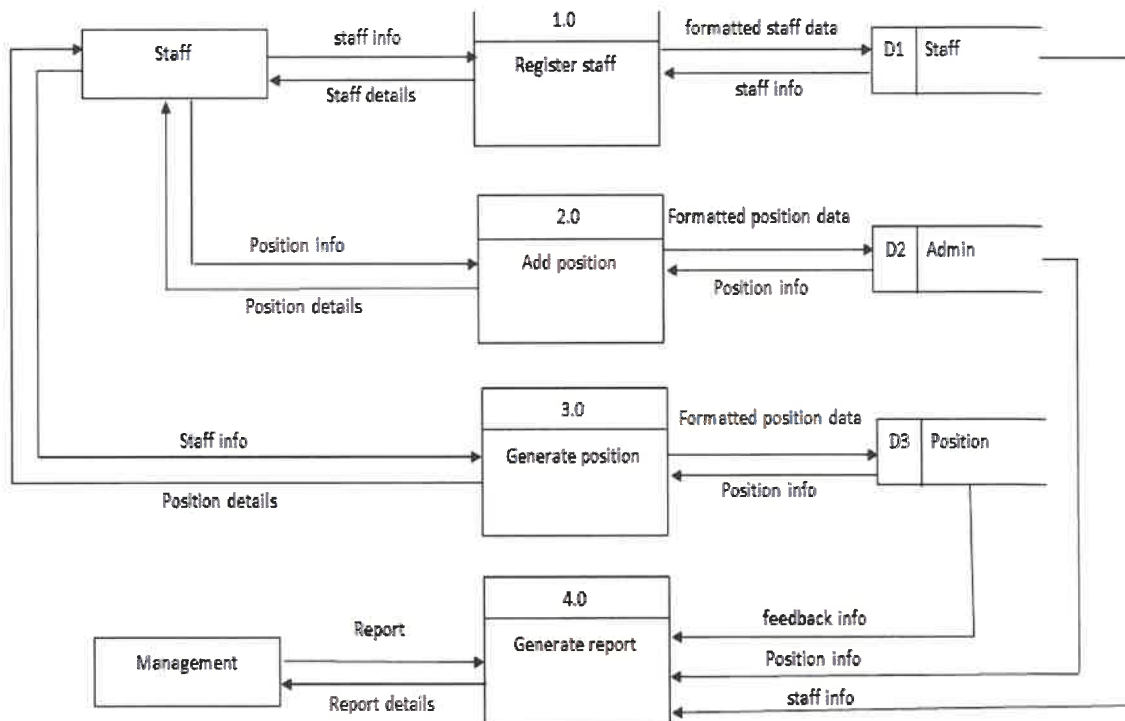 1.0
Staff
staff info
Register staff
formatted staff data
D1
Staff
Staff details
staff info
2.0
Formatted position data
Position info
Add position
D2
Admin
Position details
Position info
3.0
Formatted position data
Staff info
Generate position
D3
Position
Position details
Position info
4.0
Report
Generate report
feedback info
Management
Position info
Report details
staff info